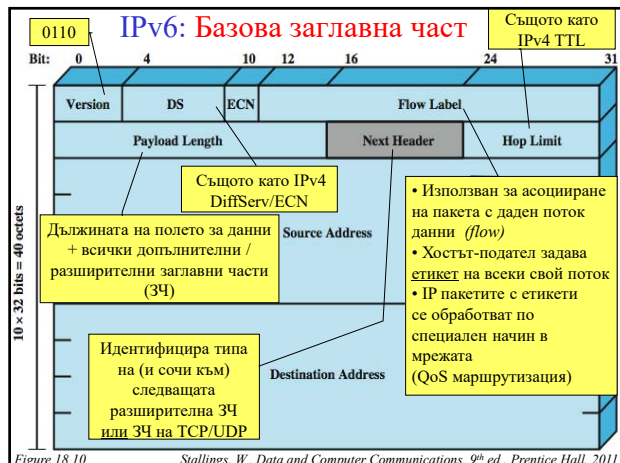 IPv6: Базова заглавна част
0110
Същото като
IPv4 TTL
Bit: 0 4 10 12 16 24 31
Version DS ECN Flow Label
Payload Length Next Header Hop Limit
Същото като IPv4
DiffServ/ECN
Дължината на полето за данни
+ всички допълнителни /
разширителни заглавни части
(ЗЧ)
Source Address
• Използван за асоцииране
на пакета с даден поток
данни (flow)
• Хостът-подател задава
етикет на всеки свой поток
• IP пакетите с етикети
се обработват по
специален начин в
мрежата
(QoS маршрутизация)
10 × 32 bits = 40 octets
Идентифицира типа
на (и сочи към)
следващата
разширителна ЗЧ
или ЗЧ на TCP/UDP
Destination Address
Figure 18.10 Stallings, W. Data and Computer Communications, 9th ed., Prentice Hall, 2011